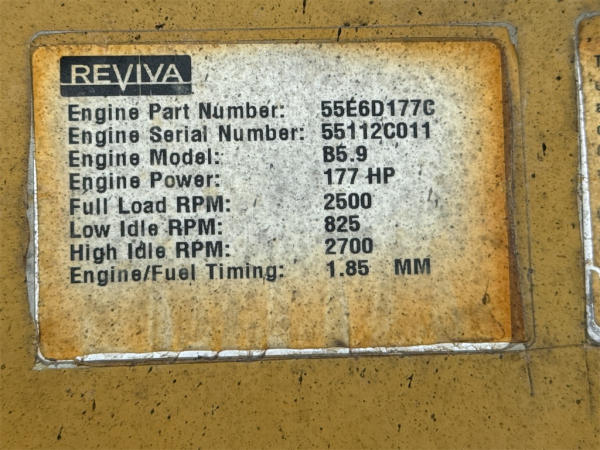 REVIVA
Engine Part Number: 55E6D177C
Engine Serial Number: 55112C011
Engine Model: B5.9
Engine Power: 177 HP
Full Load RPM: 2500
Low Idle RPM: 825
High Idle RPM: 2700
Engine/Fuel Timing: 1.85 MM